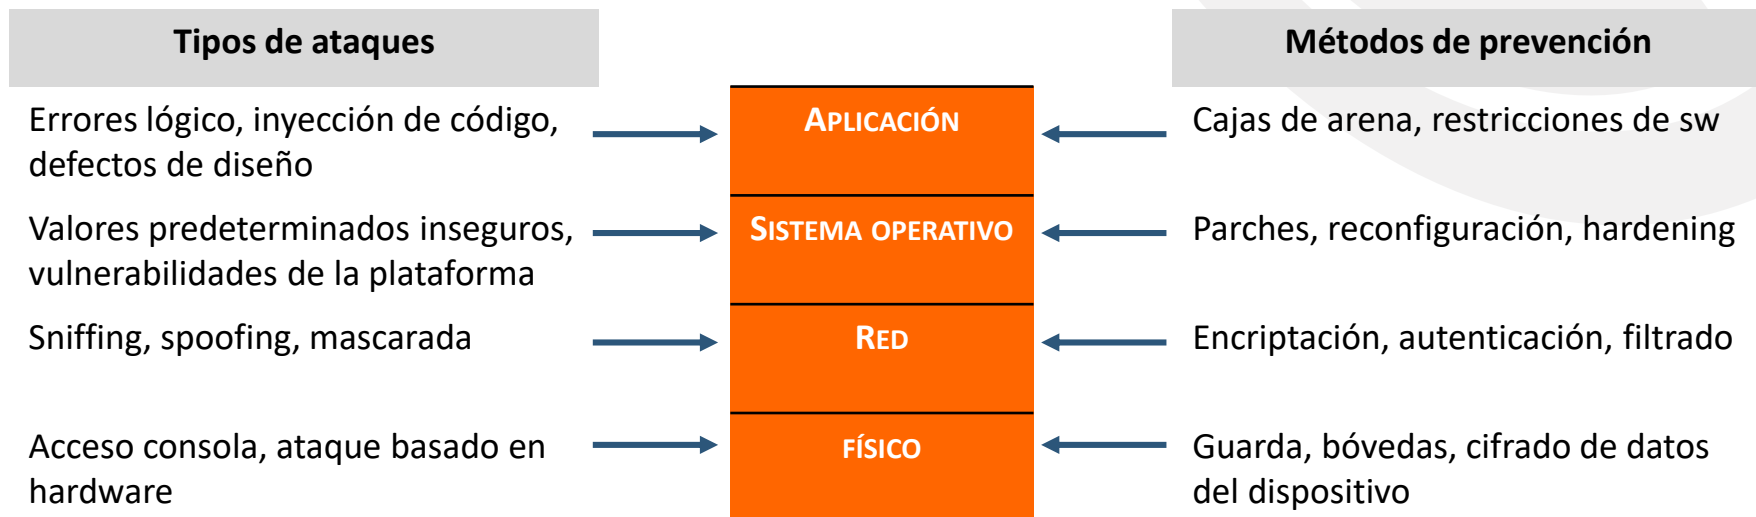 Tipos de ataques
Métodos de prevención
Errores lógico, inyección de código,
defectos de diseño
APLICACIÓN
Cajas de arena, restricciones de sw
Valores predeterminados inseguros,
vulnerabilidades de la plataforma
SISTEMA OPERATIVO
Parches, reconfiguración, hardening
Sniffing, spoofing, mascarada
RED
Encriptación, autenticación, filtrado
Acceso consola, ataque basado en
hardware
FÍSICO
Guarda, bóvedas, cifrado de datos
del dispositivo